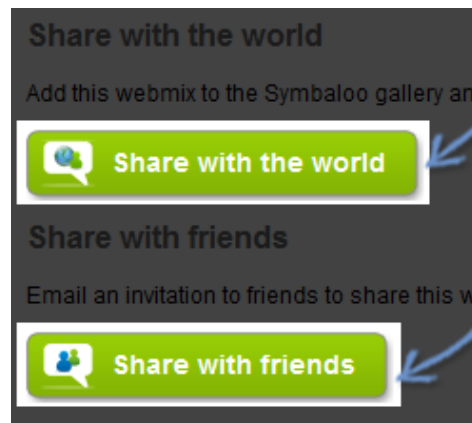 Share with the world
Add this webmix to the Symbaloo gallery an
Share with the world
Share with friends
Email an invitation to friends to share this w
Share with friends